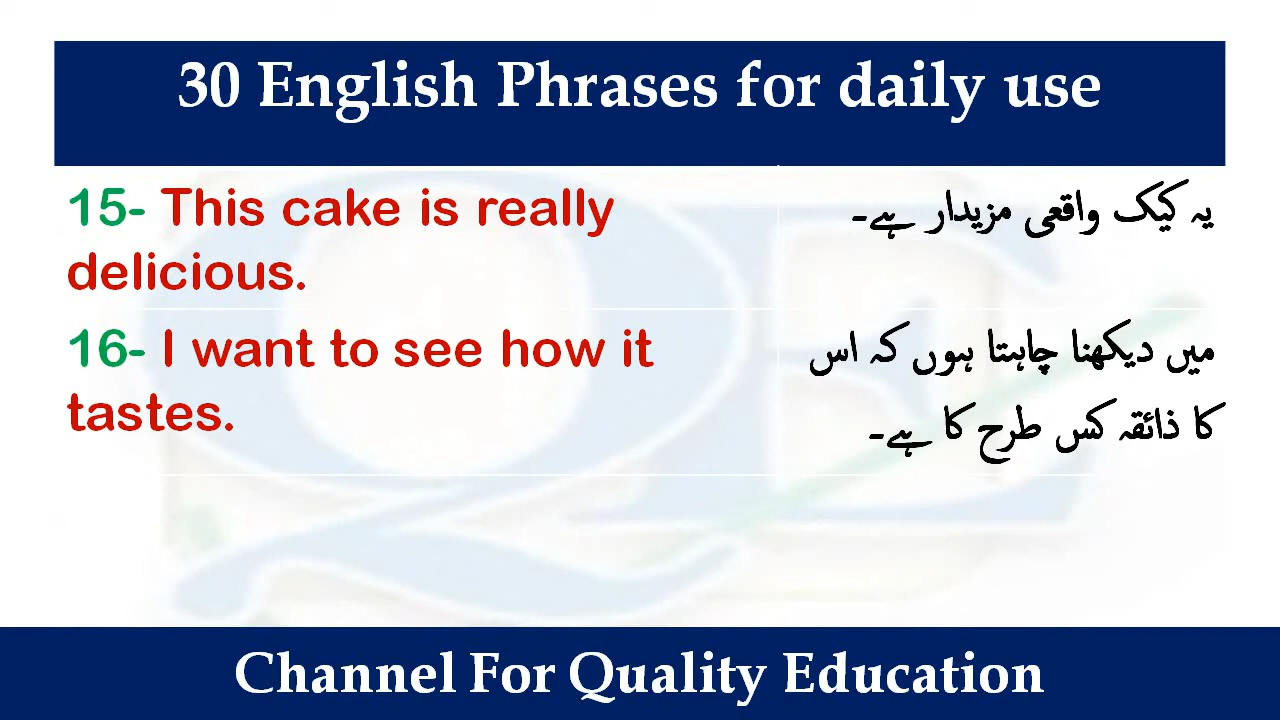 30 English Phrases for daily use
15- This cake is really
delicious.
یہ کیک واقعی مزیدار ہے۔
16- I want to see how it
tastes.
میں دیکھنا چاہتا ہوں کہ اس
کا ذائقہ کس طرح کا ہے۔
Channel For Quality Education